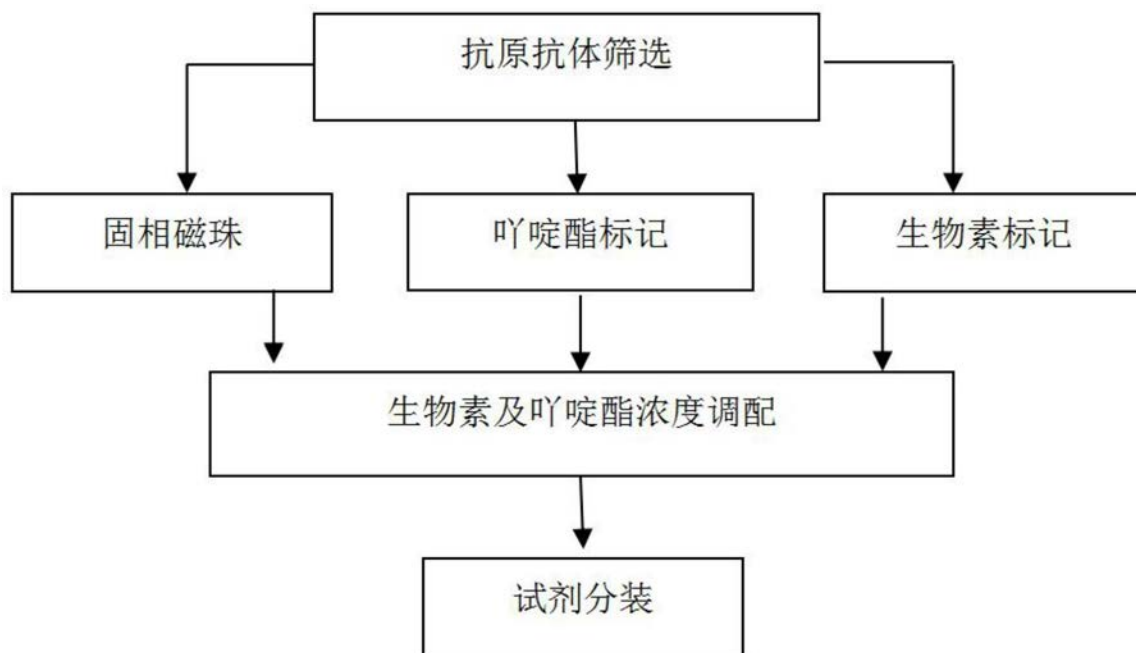 抗原抗体筛选
固相磁珠
吖啶酯标记
生物素标记
生物素及吖啶酯浓度调配
试剂分装